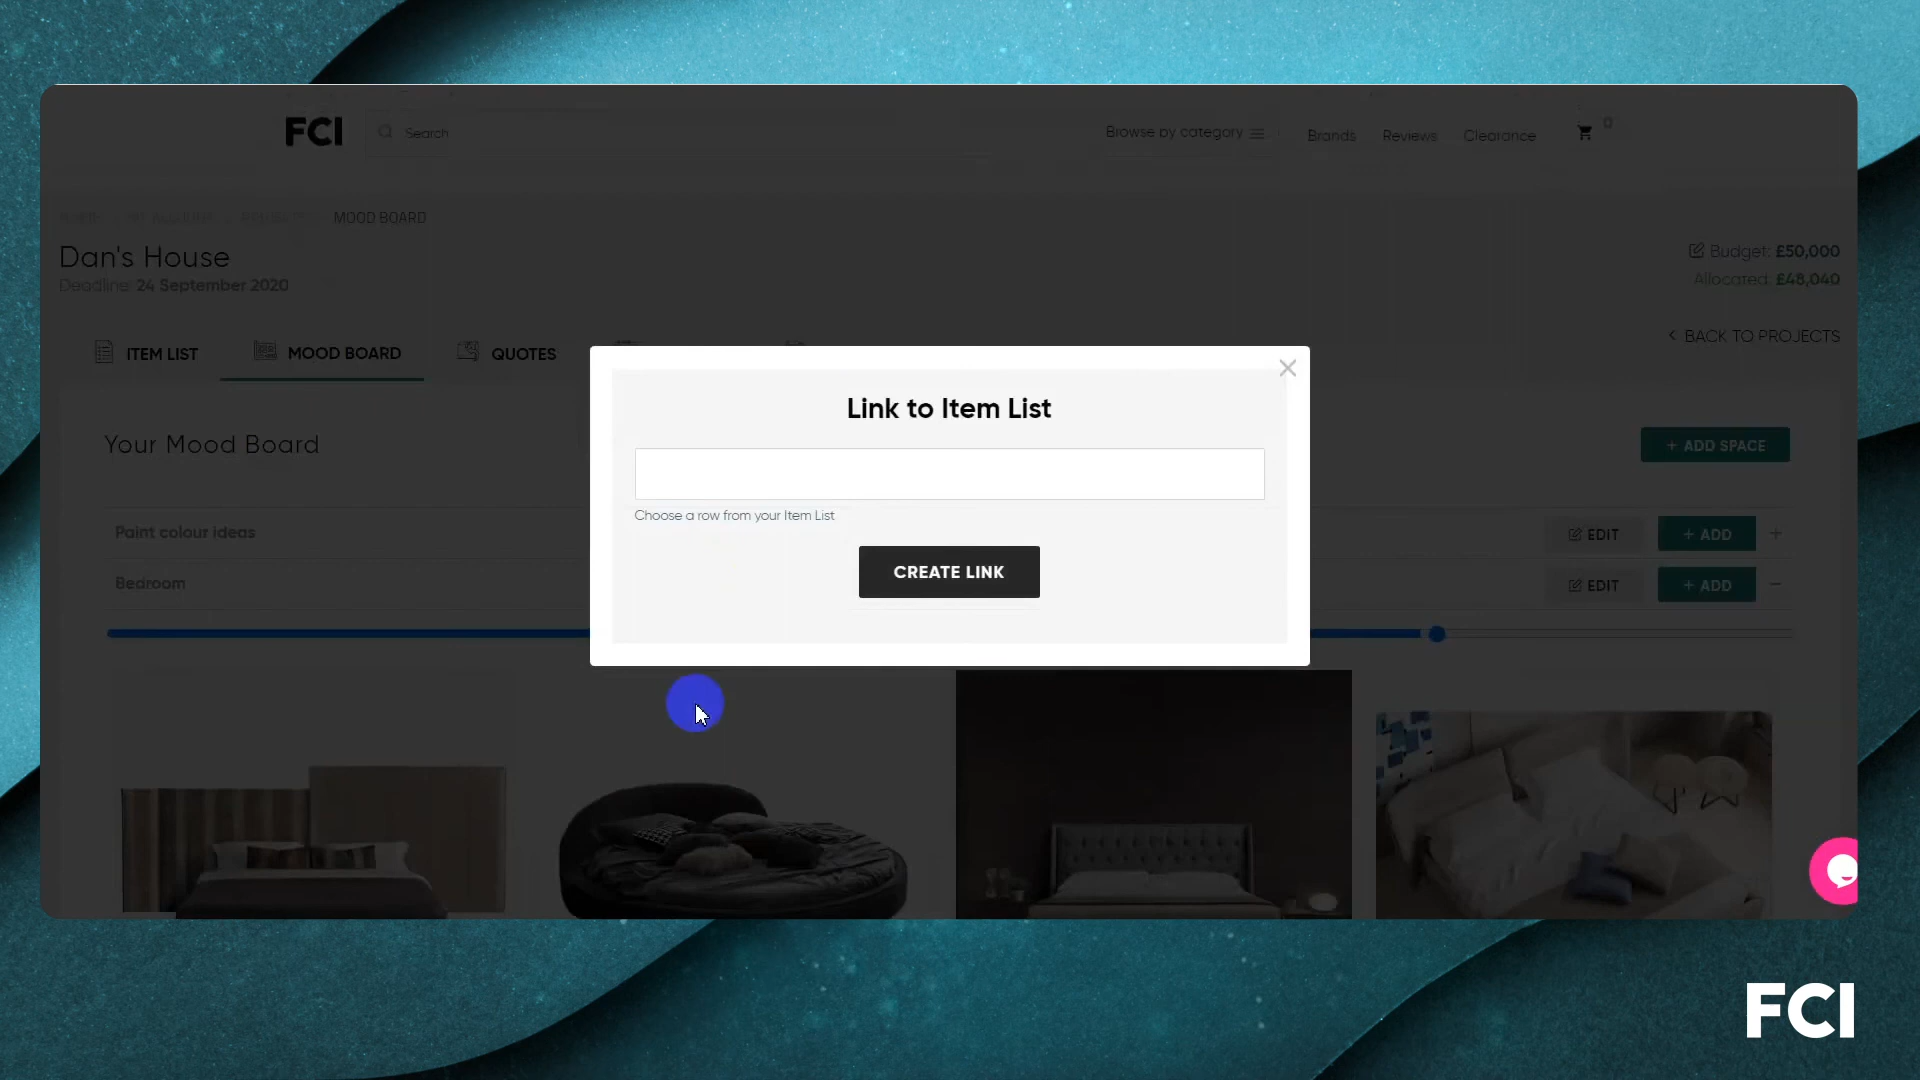 FCI
Search
Browse by category
Brands
Reviews
Clearance
0
MOOD BOARD
Dan's House
Deadline: 24 September 2020
Budget: £50,000
Allocated: £48,040
< BACK TO PROJECTS
ITEM LIST
MOOD BOARD
QUOTES
Link to Item List
Choose a row from your Item List
CREATE LINK
Your Mood Board
+ ADD SPACE
Paint colour ideas
EDIT
+ ADD
Bedroom
EDIT
+ ADD
FCI